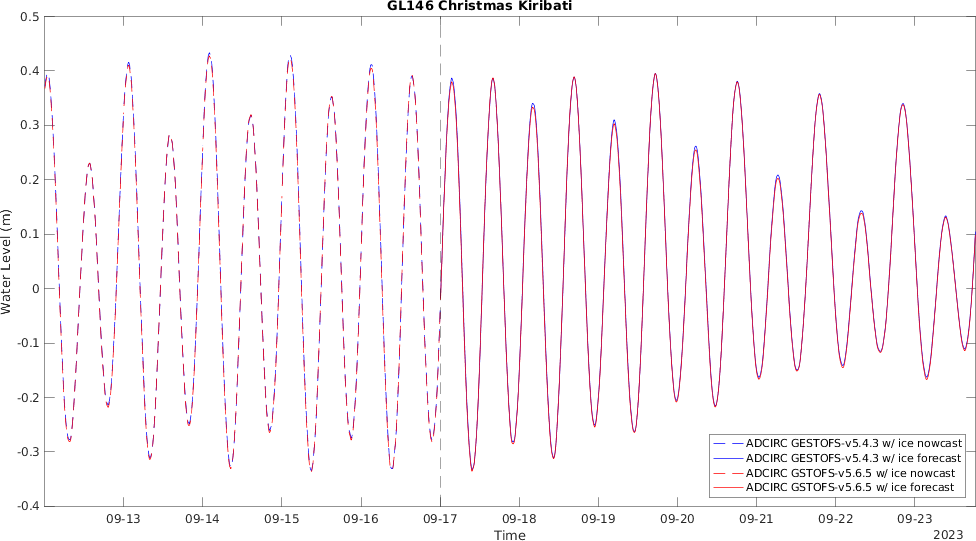 GL146 Christmas Kiribati
0.5
0.4
0.3
0.2
0.1
0
-0.1
-0.2
-0.3
-0.4
Water Level (m)
ADCIRC GESTOFS-v5.4.3 w/ ice nowcast
ADCIRC GESTOFS-v5.4.3 w/ ice forecast
ADCIRC GSTOFS-v5.6.5 w/ ice nowcast
ADCIRC GSTOFS-v5.6.5 w/ ice forecast
09-13 09-14 09-15 09-16 09-17 09-18 09-19 09-20 09-21 09-22 09-23
Time
2023